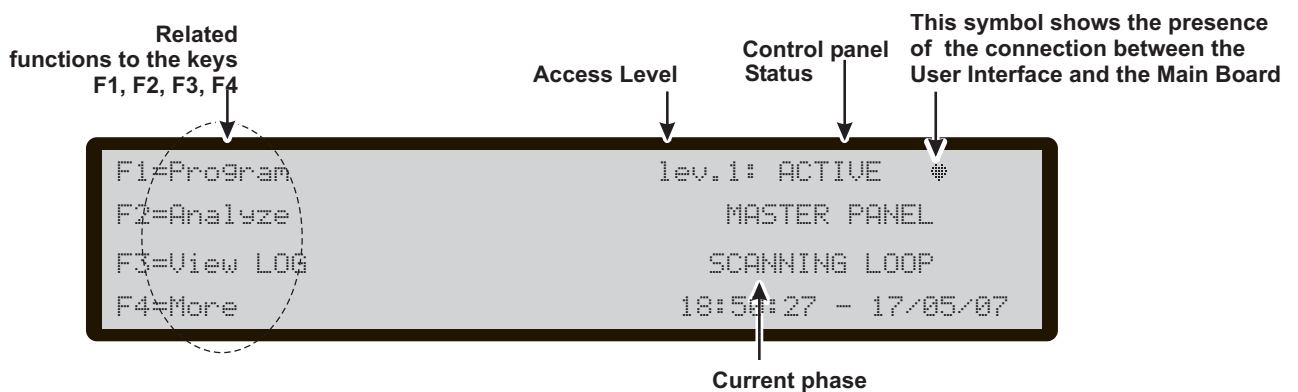 Related
functions to the keys
F1, F2, F3, F4
Access Level
Control panel
Status
This symbol shows the presence
of the connection between the
User Interface and the Main Board
F1=Program
lev.1: ACTIVE
F2=Analyze
MASTER PANEL
F3=View LOG
SCANNING LOOP
F4=More
18:50:27 - 17/05/07
Current phase